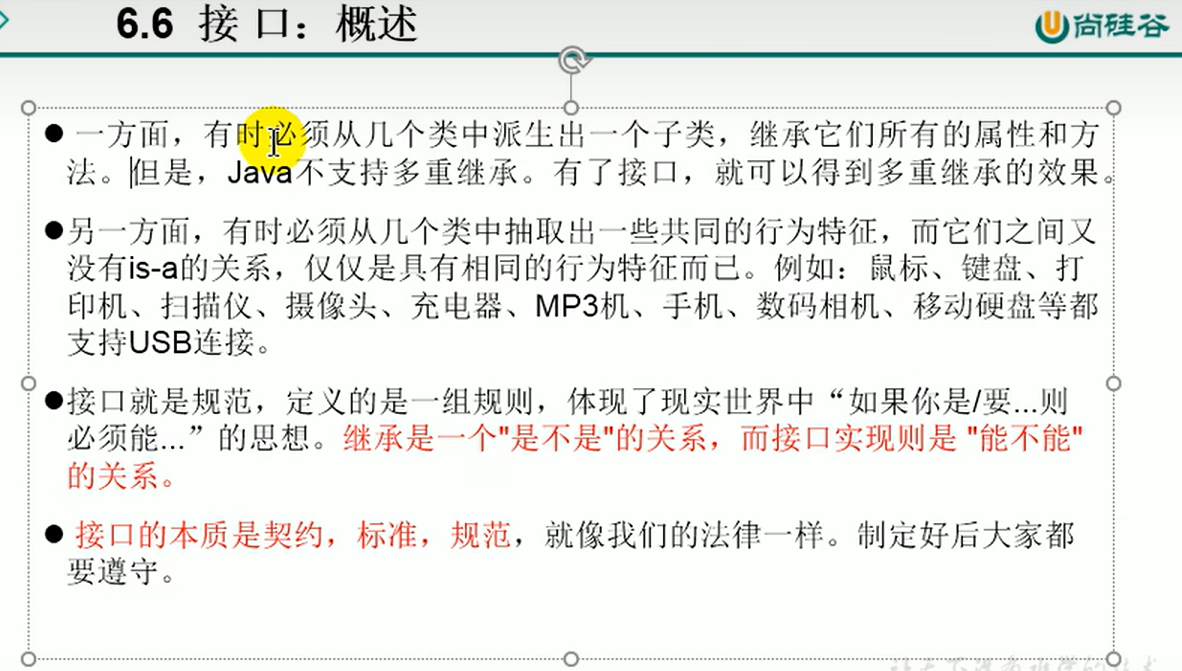 6.6 接口：概述
尚硅谷
● 一方面，有时必须从几个类中派生出一个子类，继承它们所有的属性和方
法。但是，Java不支持多重继承。有了接口，就可以得到多重继承的效果。
●另一方面，有时必须从几个类中抽取出一些共同的行为特征，而它们之间又
没有is-a的关系，仅仅是具有相同的行为特征而已。例如：鼠标、键盘、打
印机、扫描仪、摄像头、充电器、MP3机、手机、数码相机、移动硬盘等都
支持USB连接。
●接口就是规范，定义的是一组规则，体现了现实世界中“如果你是/要...则
必须能...”的思想。继承是一个"是不是"的关系，而接口实现则是 "能不能"
的关系。
● 接口的本质是契约，标准，规范，就像我们的法律一样。制定好后大家都
要遵守。